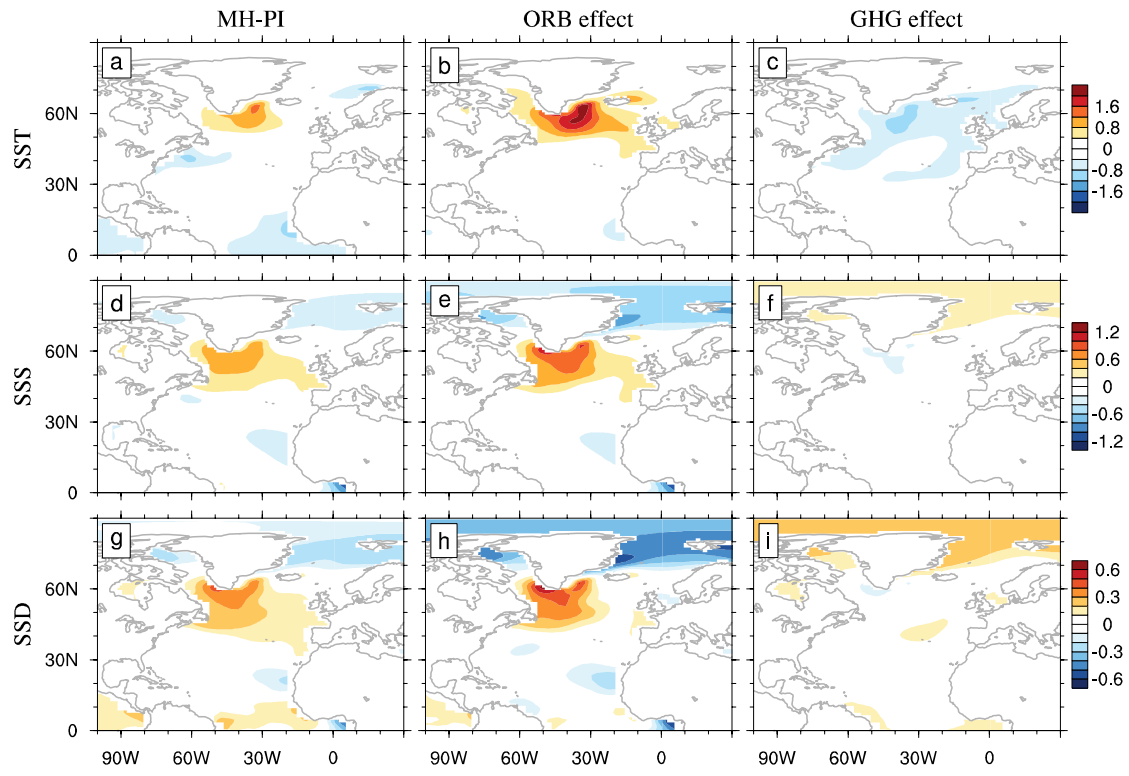 MH-PI ORB effect GHG effect
a b c
SST
60N
30N
0
1.6
0.8
0
-0.8
-1.6
d e f
SSS
60N
30N
0
1.2
0.6
0
-0.6
-1.2
g h i
SSD
60N
30N
0
0.6
0.3
0
-0.3
-0.6
90W 60W 30W 0 90W 60W 30W 0 90W 60W 30W 0